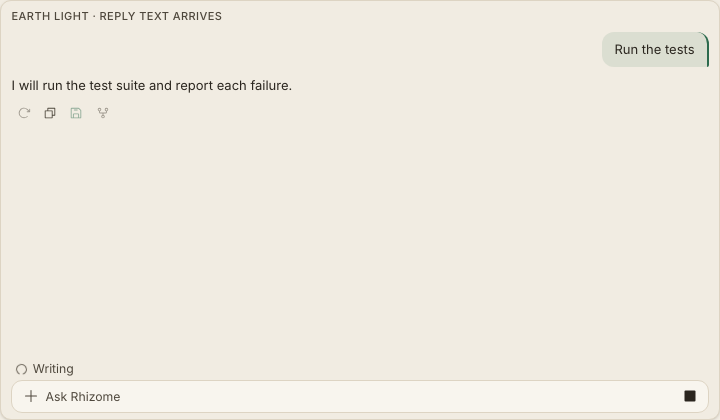 EARTH LIGHT · REPLY TEXT ARRIVES
Run the tests
I will run the test suite and report each failure.
Writing
Ask Rhizome